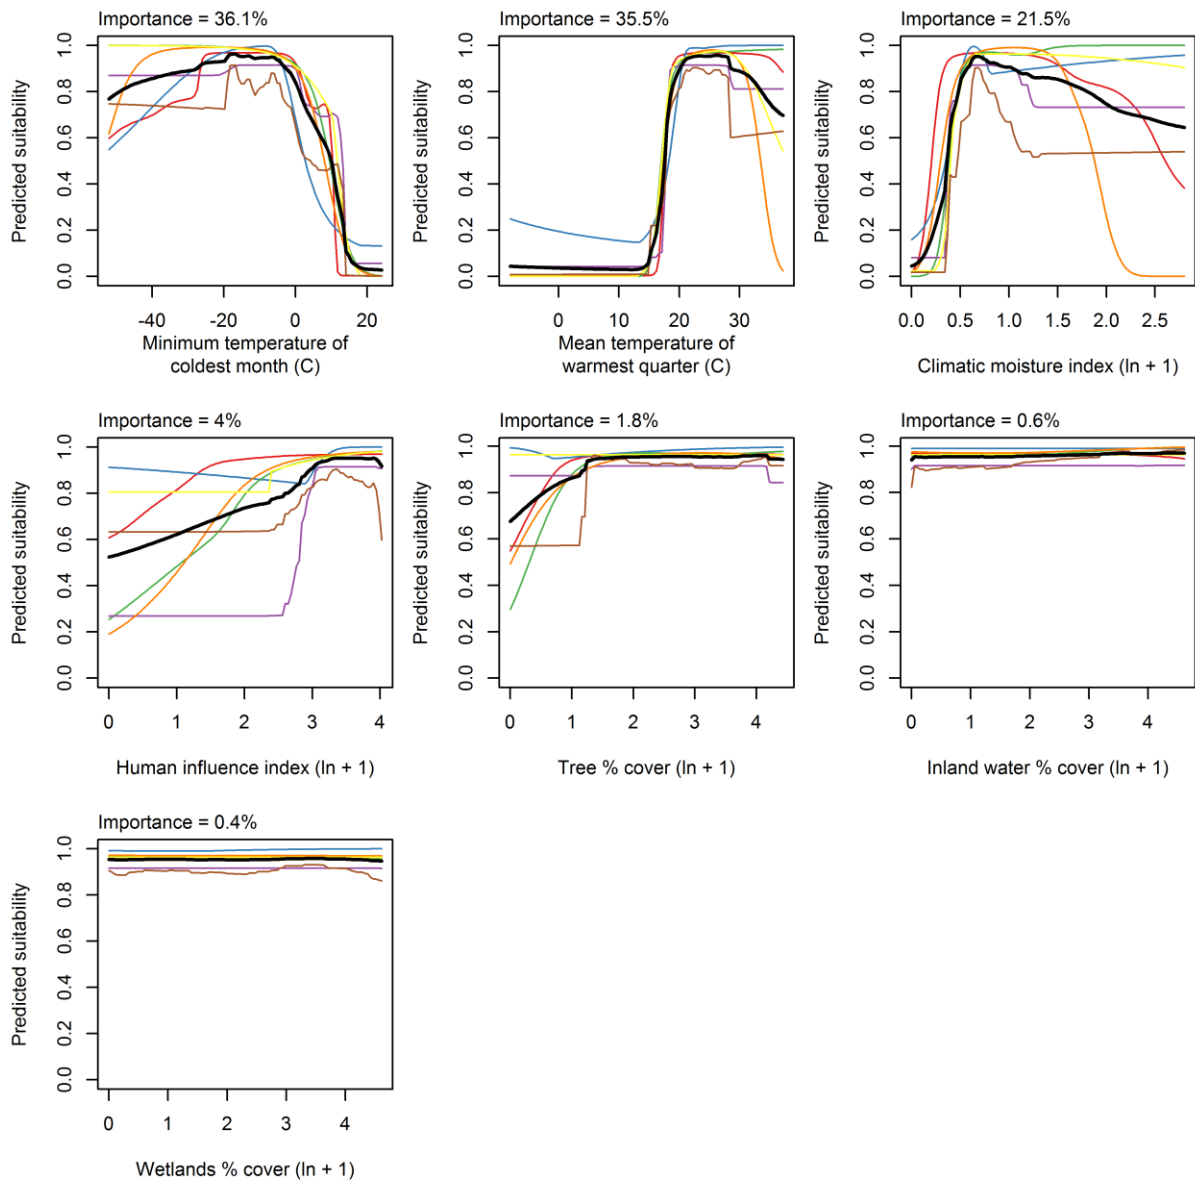 Importance = 36.1%
Predicted suitability
0.0 0.2 0.4 0.6 0.8 1.0
-40 -20 0 20
Minimum temperature of
coldest month (C)
Importance = 35.5%
Predicted suitability
0.0 0.2 0.4 0.6 0.8 1.0
0 10 20 30
Mean temperature of
warmest quarter (C)
Importance = 21.5%
Predicted suitability
0.0 0.2 0.4 0.6 0.8 1.0
0.0 0.5 1.0 1.5 2.0 2.5
Climatic moisture index (ln + 1)
Importance = 4%
Predicted suitability
0.0 0.2 0.4 0.6 0.8 1.0
0 1 2 3 4
Human influence index (ln + 1)
Importance = 1.8%
Predicted suitability
0.0 0.2 0.4 0.6 0.8 1.0
0 1 2 3 4
Tree % cover (ln + 1)
Importance = 0.6%
Predicted suitability
0.0 0.2 0.4 0.6 0.8 1.0
0 1 2 3 4
Inland water % cover (ln + 1)
Importance = 0.4%
Predicted suitability
0.0 0.2 0.4 0.6 0.8 1.0
0 1 2 3 4
Wetlands % cover (ln + 1)